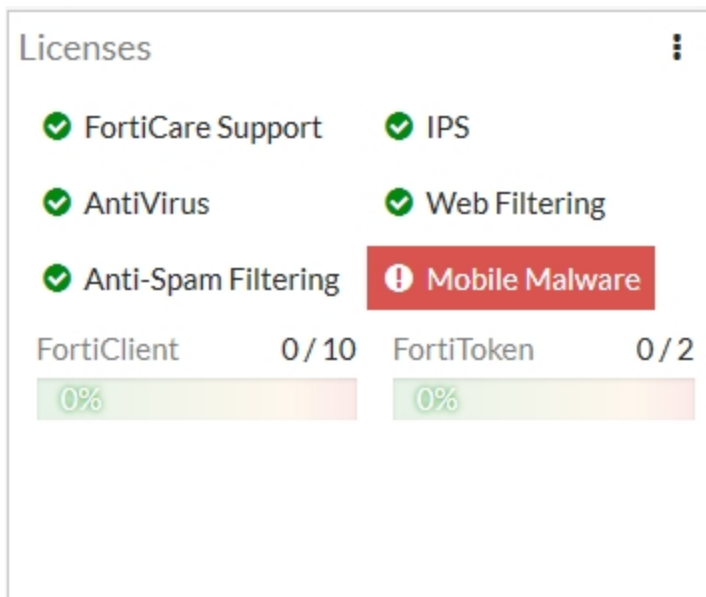 Licenses
FortiCare Support IPS
AntiVirus Web Filtering
Anti-Spam Filtering Mobile Malware
FortiClient 0 / 10 FortiToken 0 / 2
0% 0%